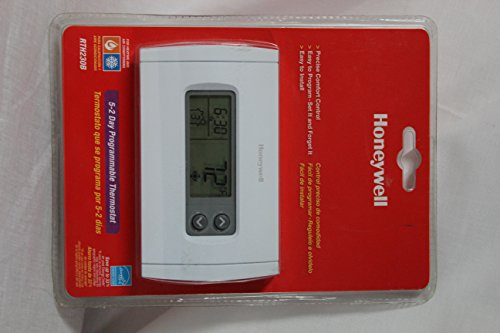 Honeywell
> Precise Comfort Control
> Easy to Program - Set It and Forget It
> Easy to Install
Control preciso de comodidad
Fácil de programar - Regúlelo y olvídelo
Fácil de instalar
6:30
72
Honeywell
RTH230B
5-2 Day Programmable Thermostat
Termostato que se programa por 5-2 días